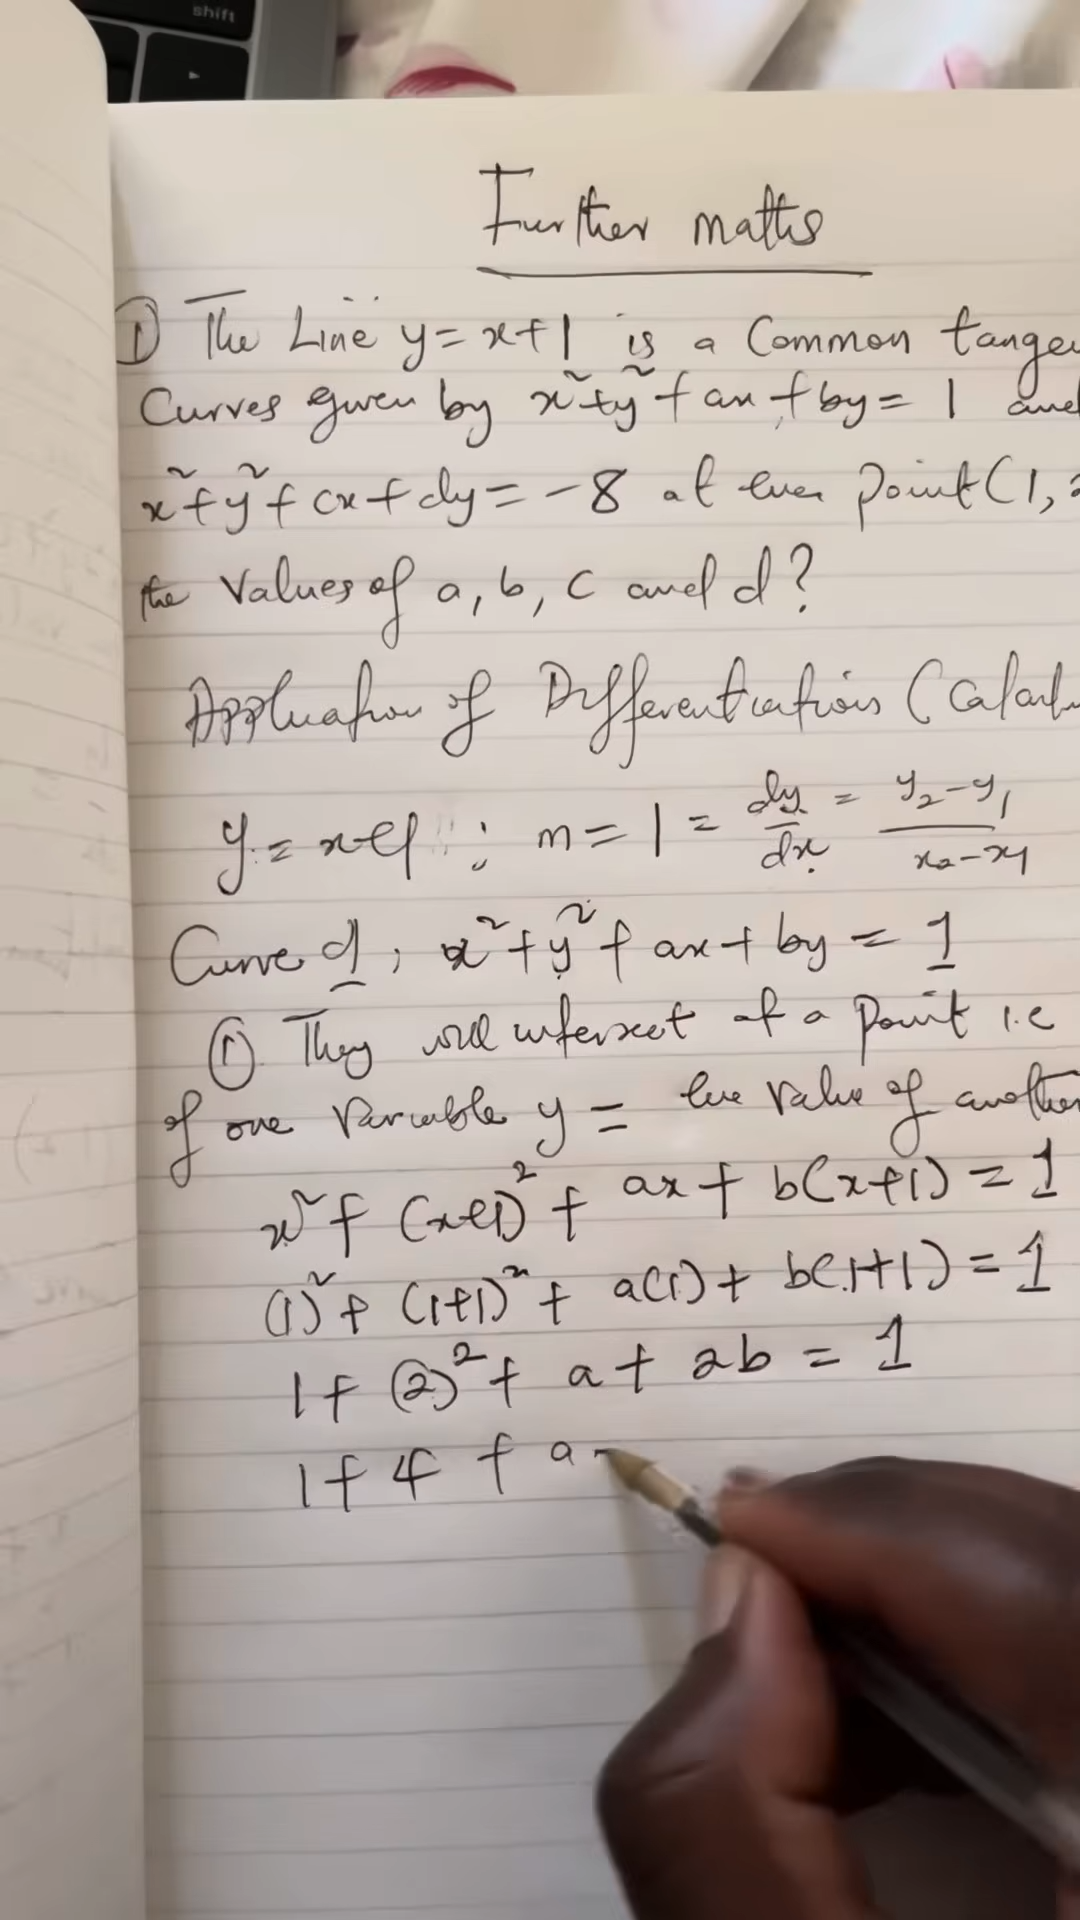 shift
Further maths
① The Line y = x+1 is a Common tange
Curves given by x²+y²+ax+by = 1 and
x²+y²+cx+dy = -8 at the point (1, 2
the values of a, b, c and d?
Application of Differentiation (Calculu
y = x+1 ; m = 1 = dy/dx = y₂-y₁/x₂-x₁
Curve 1, x²+y²+ax+by = 1
① They will intersect at a point i.e
of one variable y = the value of another
x² + (x+1)² + ax + b(x+1) = 1
(1)² + (1+1)² + a(1) + b(1+1) = 1
1 + (2)² + a + 2b = 1
1 + 4 + a -